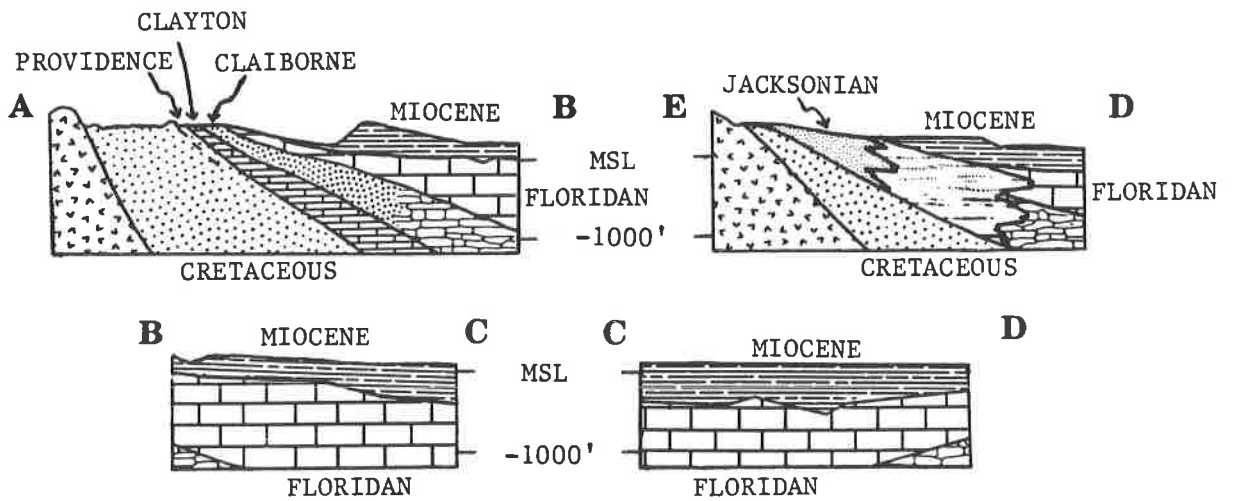 CLAYTON
PROVIDENCE CLAIBORNE
JACKSONIAN
A MIOCENE B E MIOCENE D
MSL
FLORIDAN FLORIDAN
-1000'
CRETACEOUS CRETACEOUS
B MIOCENE C C MIOCENE D
MSL
-1000'
FLORIDAN FLORIDAN